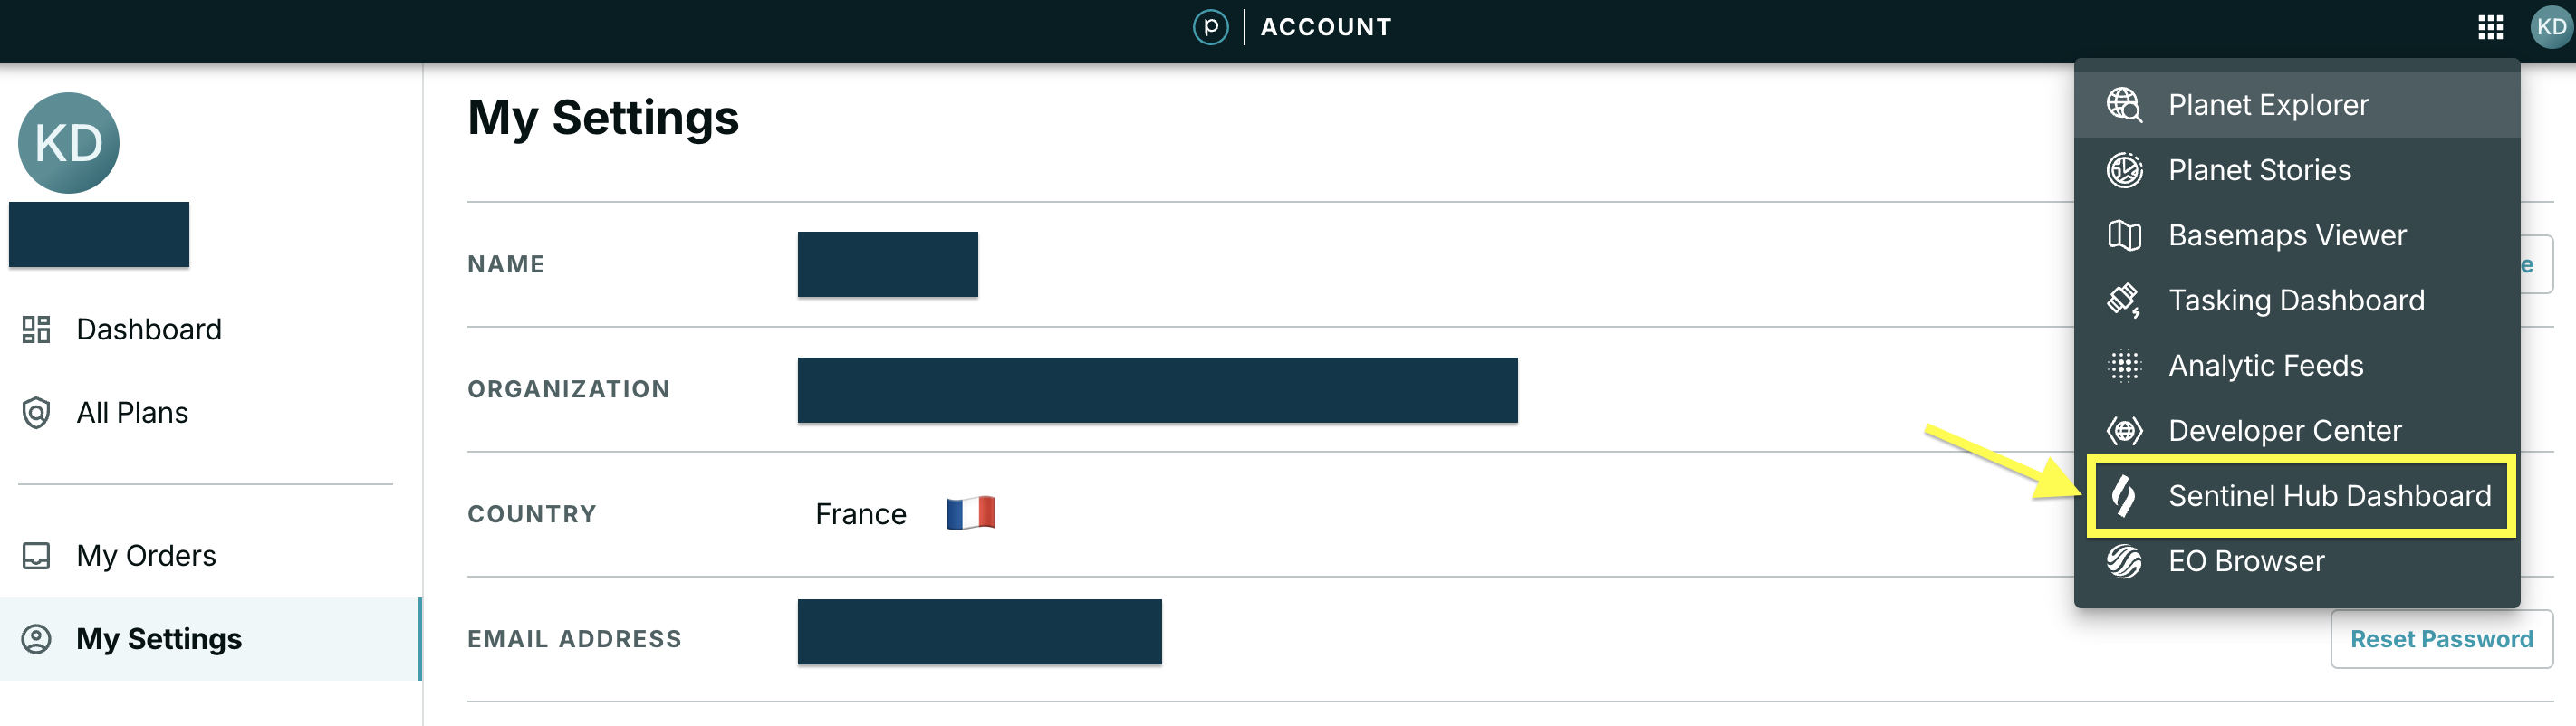 p ACCOUNT
KD
KD
Dashboard
All Plans
My Orders
My Settings
My Settings
NAME
e
ORGANIZATION
COUNTRY France
EMAIL ADDRESS
Reset Password
Planet Explorer
Planet Stories
Basemaps Viewer
Tasking Dashboard
Analytic Feeds
Developer Center
Sentinel Hub Dashboard
EO Browser